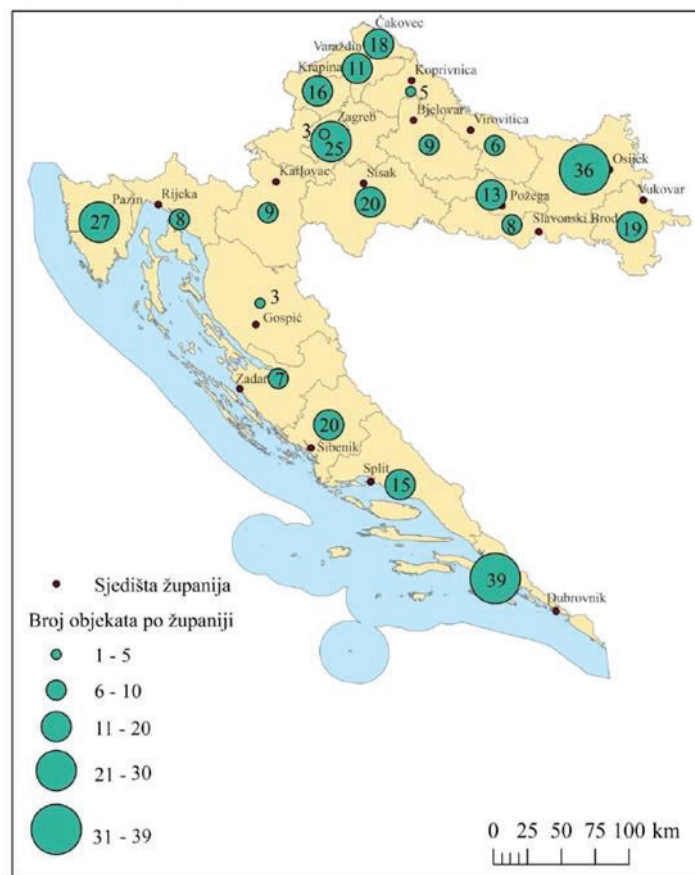 Čakovec
18
Varaždin
11
Krapina
16
Koprivnica
5
Zagreb
3
25
Bjelovar
9
Virovitica
6
36
Osijek
Vukovar
19
Karlovac
9
Sisak
20
13
Požega
8
Slavonski Brod
Pazin
27
Rijeka
8
3
Gospić
Zadar
7
20
Šibenik
Split
15
39
Dubrovnik
Sjedišta županija
Broj objekata po županiji
1 - 5
6 - 10
11 - 20
21 - 30
31 - 39
0 25 50 75 100 km